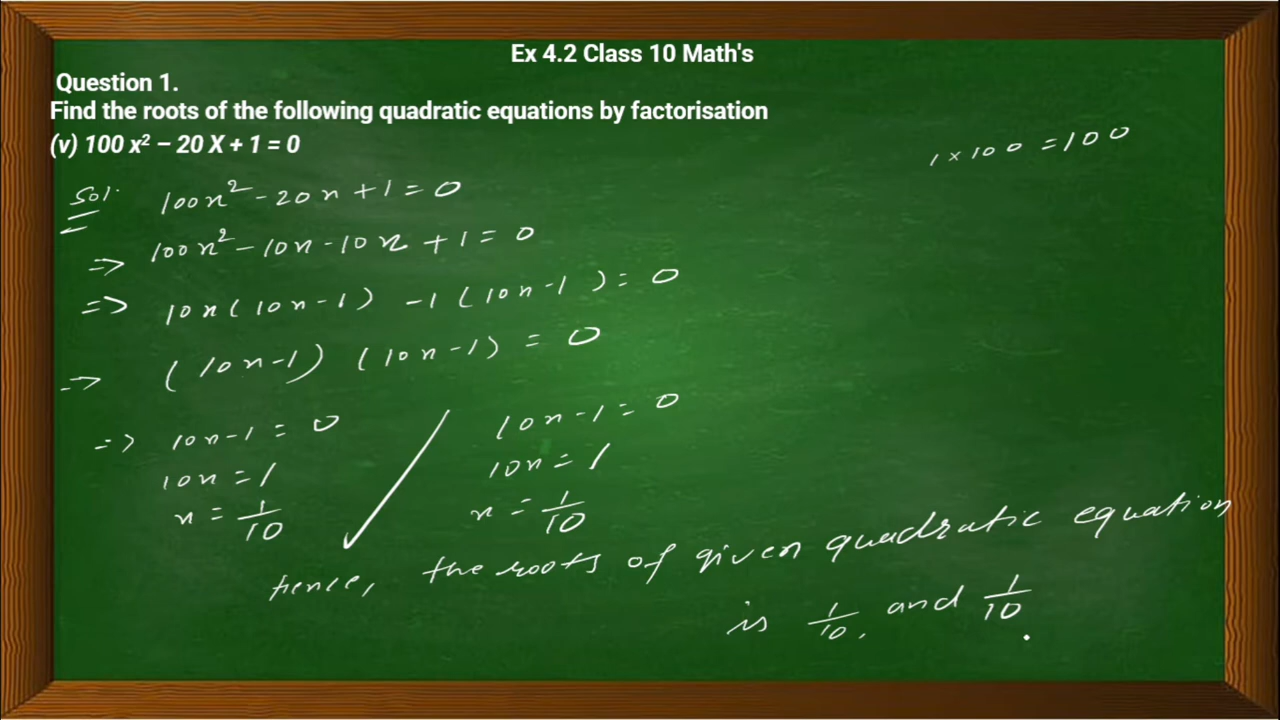 Ex 4.2 Class 10 Math's
Question 1.
Find the roots of the following quadratic equations by factorisation
(v) 100 x² – 20 X + 1 = 0
1 × 100 = 100
Sol. 100x² - 20x + 1 = 0
=> 100x² - 10x - 10x + 1 = 0
=> 10x(10x-1) -1(10x-1) = 0
=> (10x-1) (10x-1) = 0
=> 10x-1 = 0 10x-1 = 0
10x = 1 10x = 1
x = 1/10 x = 1/10
hence, the roots of given quadratic equation
is 1/10, and 1/10.